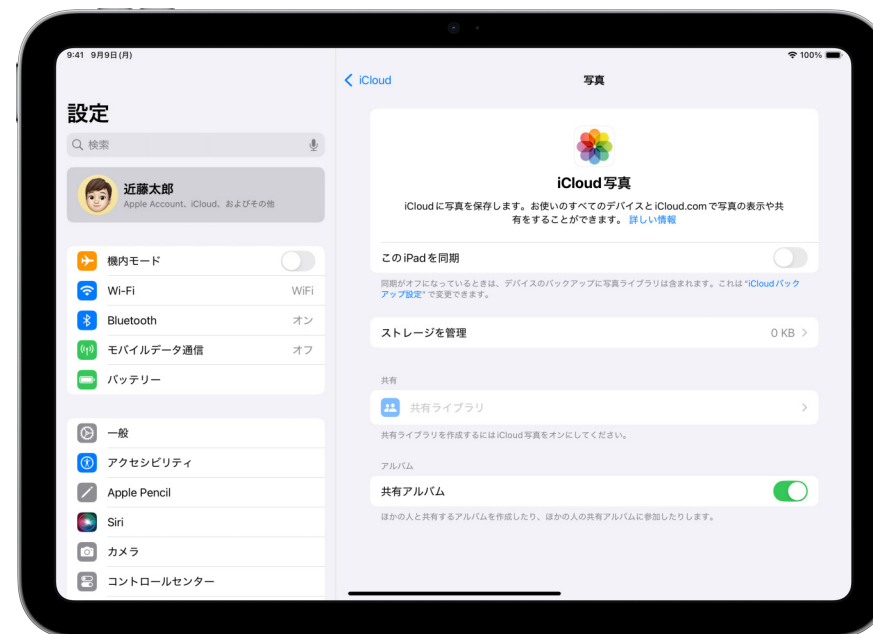 9:41 9月9日(月)
100%
設定
検索
近藤太郎
Apple Account、iCloud、およびその他
機内モード
Wi-Fi WiFi
Bluetooth オン
モバイルデータ通信 オフ
バッテリー
一般
アクセシビリティ
Apple Pencil
Siri
カメラ
コントロールセンター
iCloud
写真
iCloud写真
iCloudに写真を保存します。お使いのすべてのデバイスとiCloud.comで写真の表示や共
有をすることができます。 詳しい情報
このiPadを同期
同期がオフになっているときは、デバイスのバックアップに写真ライブラリは含まれます。これは“iCloudバック
アップ設定”で変更できます。
ストレージを管理 0 KB
共有
共有ライブラリ
共有ライブラリを作成するにはiCloud写真をオンにしてください。
アルバム
共有アルバム
ほかの人と共有するアルバムを作成したり、ほかの人の共有アルバムに参加したりします。